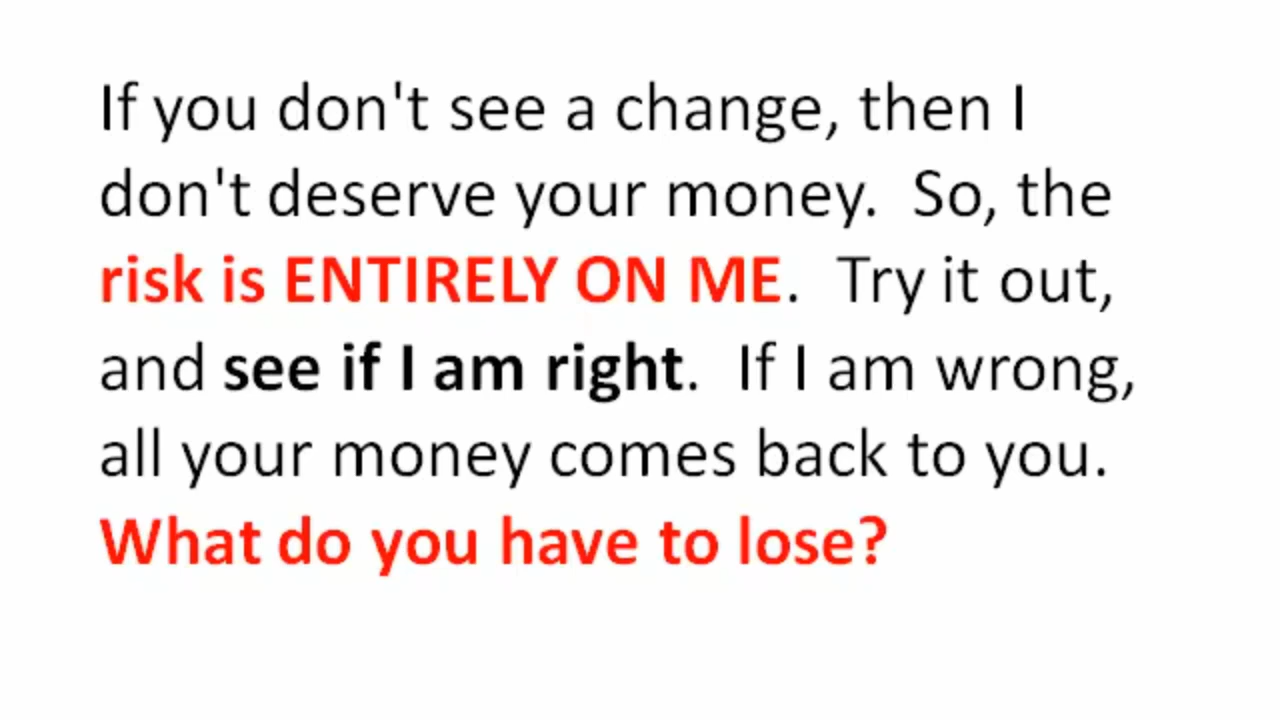 If you don't see a change, then I
don't deserve your money.  So, the
risk is ENTIRELY ON ME.  Try it out,
and see if I am right.  If I am wrong,
all your money comes back to you.
What do you have to lose?